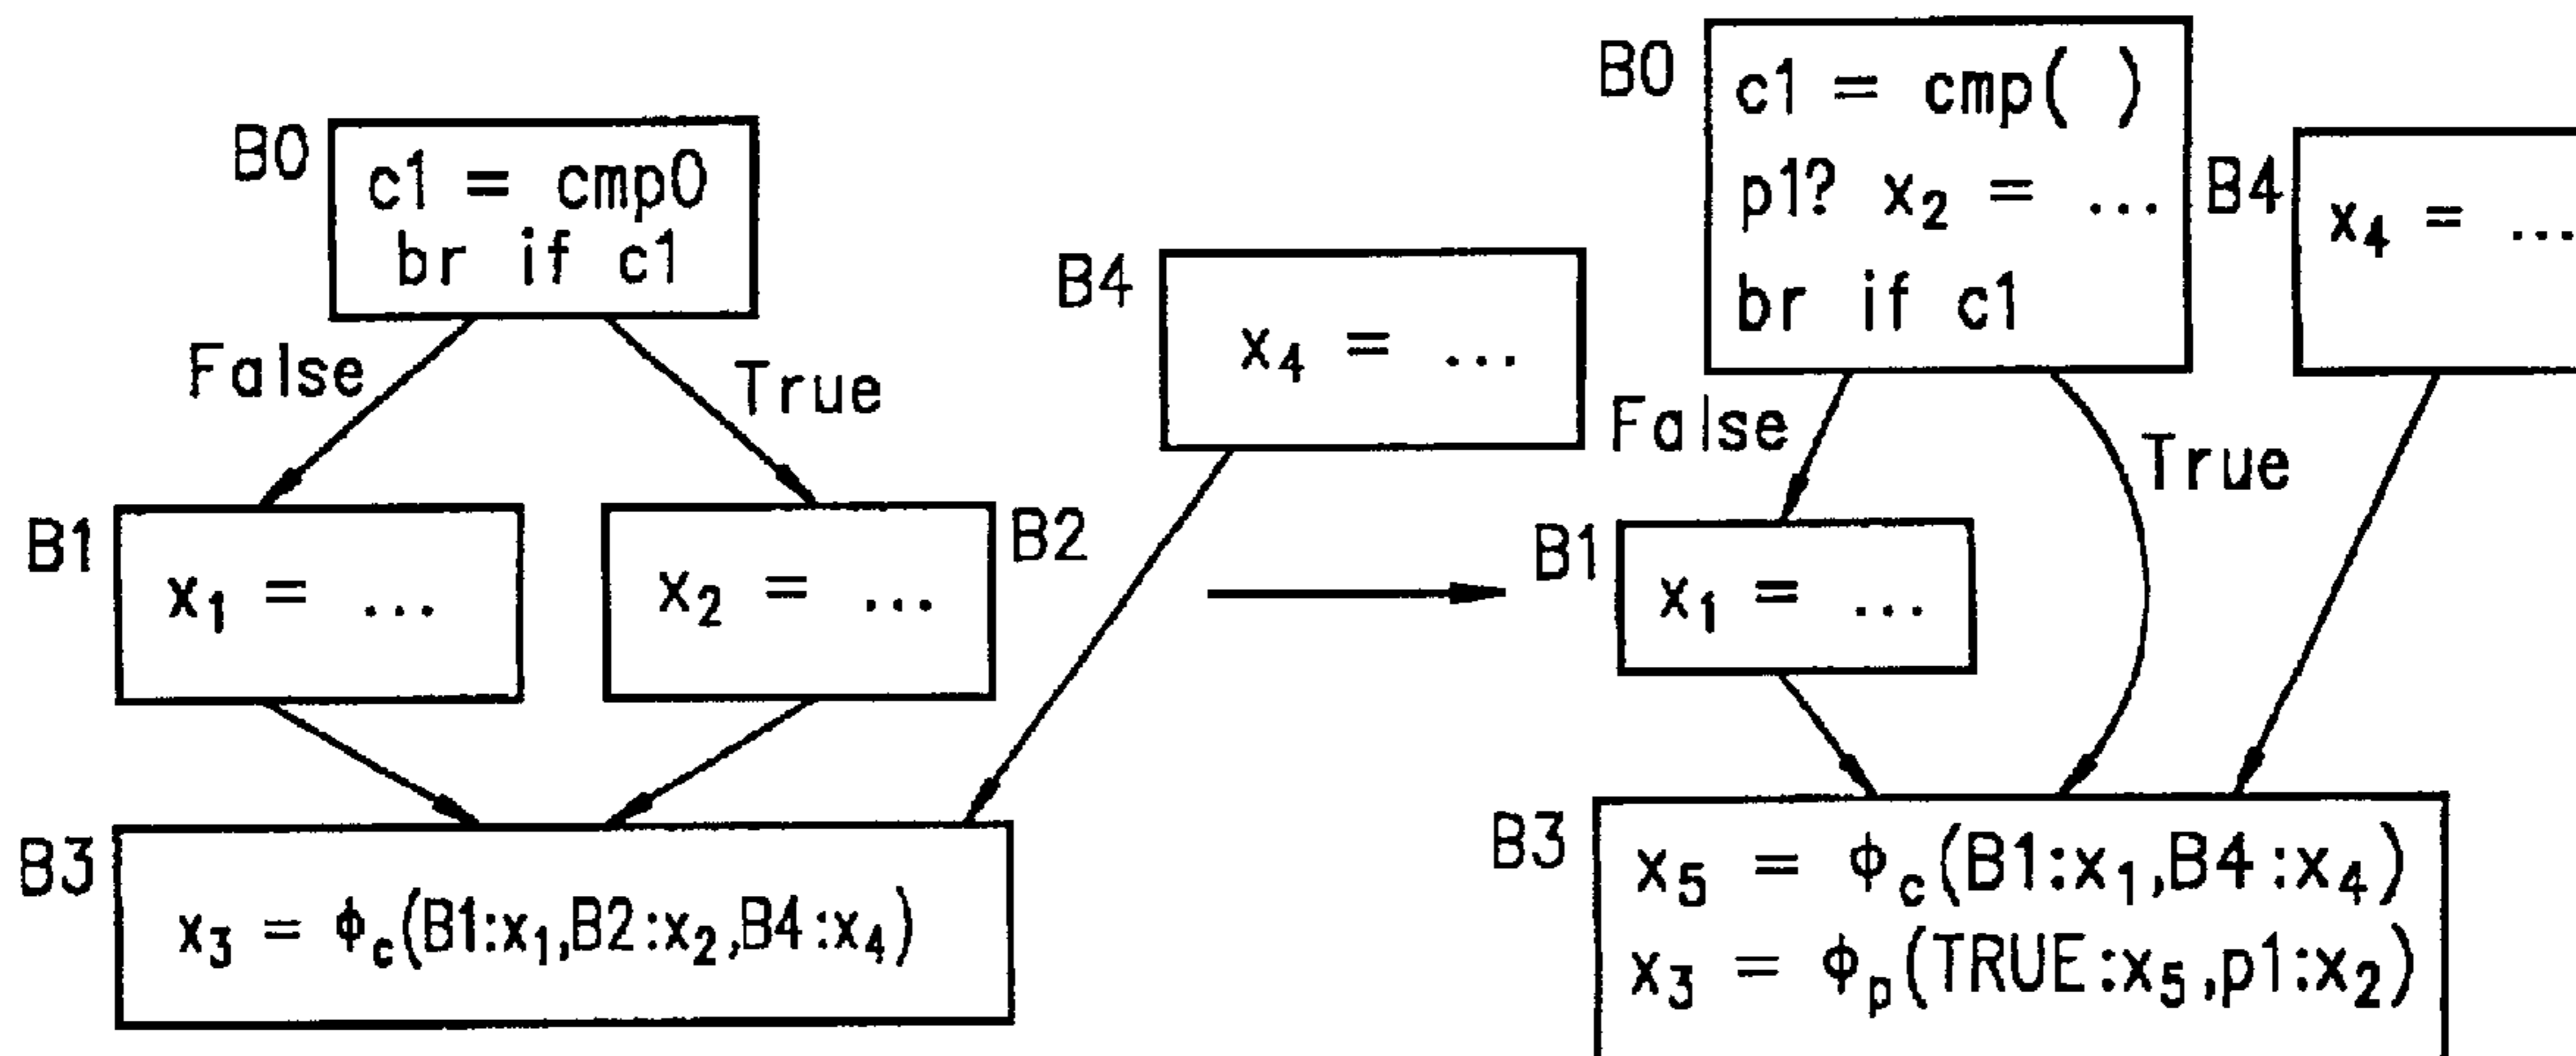 B0
c1 = cmp0
br if c1
False
True
B4
x₄ = ...
B1
x₁ = ...
x₂ = ...
B2
B3
x₃ = ϕc(B1:x₁,B2:x₂,B4:x₄)
B0
c1 = cmp( )
p1? x₂ = ...
br if c1
B4
x₄ = ...
False
True
B1
x₁ = ...
B3
x₅ = ϕc(B1:x₁,B4:x₄)
x₃ = ϕp(TRUE:x₅,p1:x₂)